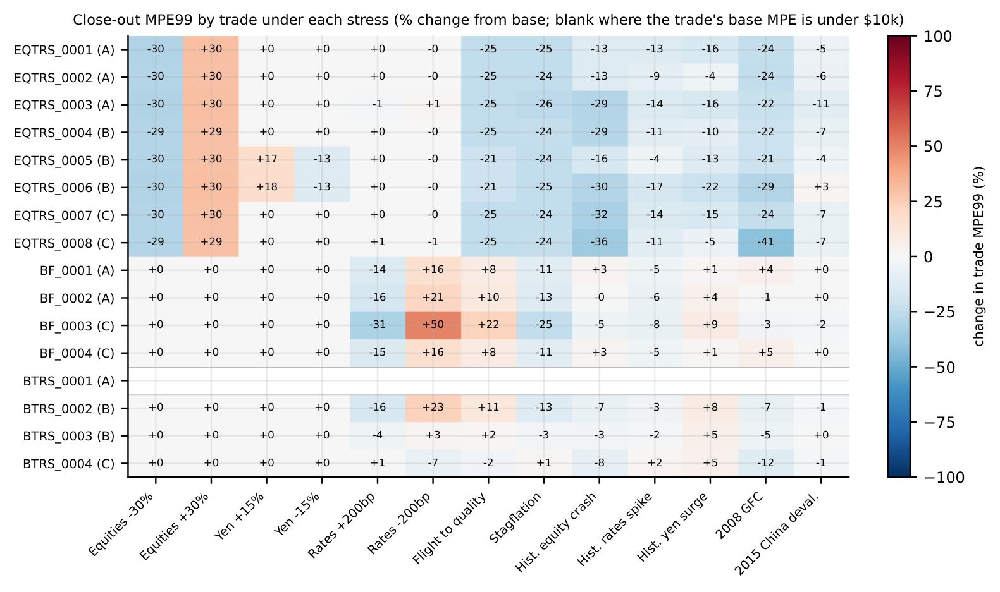 Close-out MPE99 by trade under each stress (% change from base; blank where the trade's base MPE is under $10k)
EQTRS_0001 (A) -30 +30 +0 +0 +0 -0 -25 -25 -13 -13 -16 -24 -5
EQTRS_0002 (A) -30 +30 +0 +0 +0 -0 -25 -24 -13 -9 -4 -24 -6
EQTRS_0003 (A) -30 +30 +0 +0 -1 +1 -25 -26 -29 -14 -16 -22 -11
EQTRS_0004 (B) -29 +29 +0 +0 +0 -0 -25 -24 -29 -11 -10 -22 -7
EQTRS_0005 (B) -30 +30 +17 -13 +0 -0 -21 -24 -16 -4 -13 -21 -4
EQTRS_0006 (B) -30 +30 +18 -13 +0 -0 -21 -25 -30 -17 -22 -29 +3
EQTRS_0007 (C) -30 +30 +0 +0 +0 -0 -25 -24 -32 -14 -15 -24 -7
EQTRS_0008 (C) -29 +29 +0 +0 +1 -1 -25 -24 -36 -11 -5 -41 -7
BF_0001 (A) +0 +0 +0 +0 -14 +16 +8 -11 +3 -5 +1 +4 +0
BF_0002 (A) +0 +0 +0 +0 -16 +21 +10 -13 -0 -6 +4 -1 +0
BF_0003 (C) +0 +0 +0 +0 -31 +50 +22 -25 -5 -8 +9 -3 -2
BF_0004 (C) +0 +0 +0 +0 -15 +16 +8 -11 +3 -5 +1 +5 +0
BTRS_0001 (A)
BTRS_0002 (B) +0 +0 +0 +0 -16 +23 +11 -13 -7 -3 +8 -7 -1
BTRS_0003 (B) +0 +0 +0 +0 -4 +3 +2 -3 -3 -2 +5 -5 +0
BTRS_0004 (C) +0 +0 +0 +0 +1 -7 -2 +1 -8 +2 +5 -12 -1
Equities -30%
Equities +30%
Yen +15%
Yen -15%
Rates +200bp
Rates -200bp
Flight to quality
Stagflation
Hist. equity crash
Hist. rates spike
Hist. yen surge
2008 GFC
2015 China deval.
100
75
50
25
0
−25
−50
−75
−100
change in trade MPE99 (%)